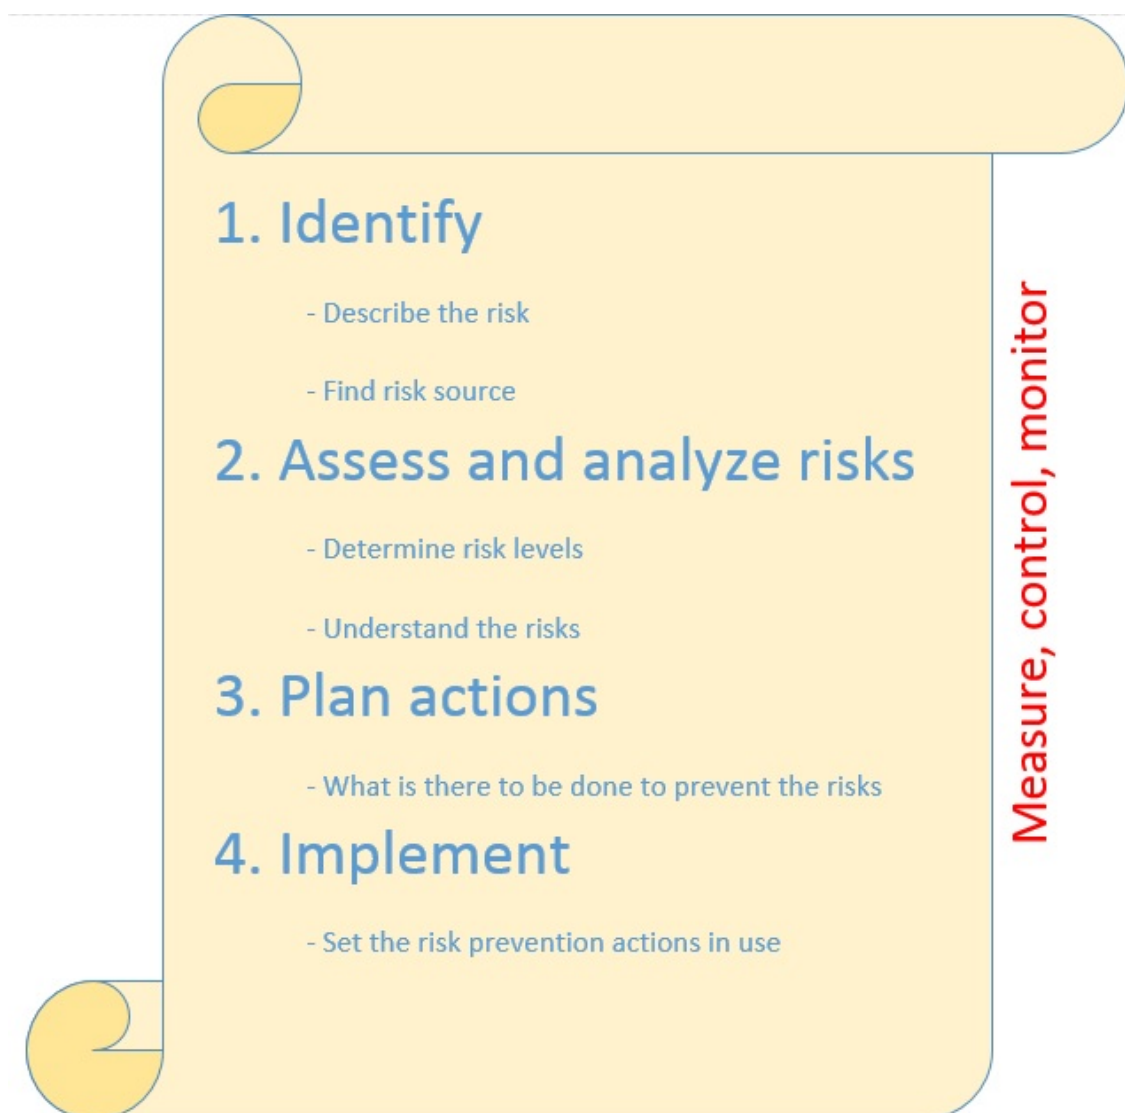 1. Identify
- Describe the risk
- Find risk source
2. Assess and analyze risks
- Determine risk levels
- Understand the risks
3. Plan actions
- What is there to be done to prevent the risks
4. Implement
- Set the risk prevention actions in use
Measure, control, monitor